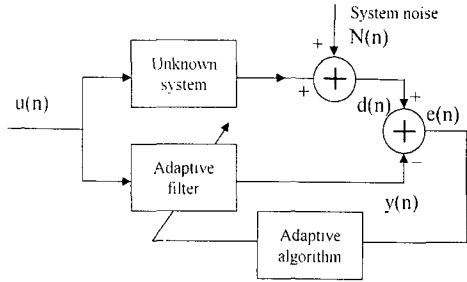 System noise
N(n)
+
Unknown
system
+
+
u(n)
d(n)
+
e(n)
+
Adaptive
filter
−
y(n)
Adaptive
algorithm